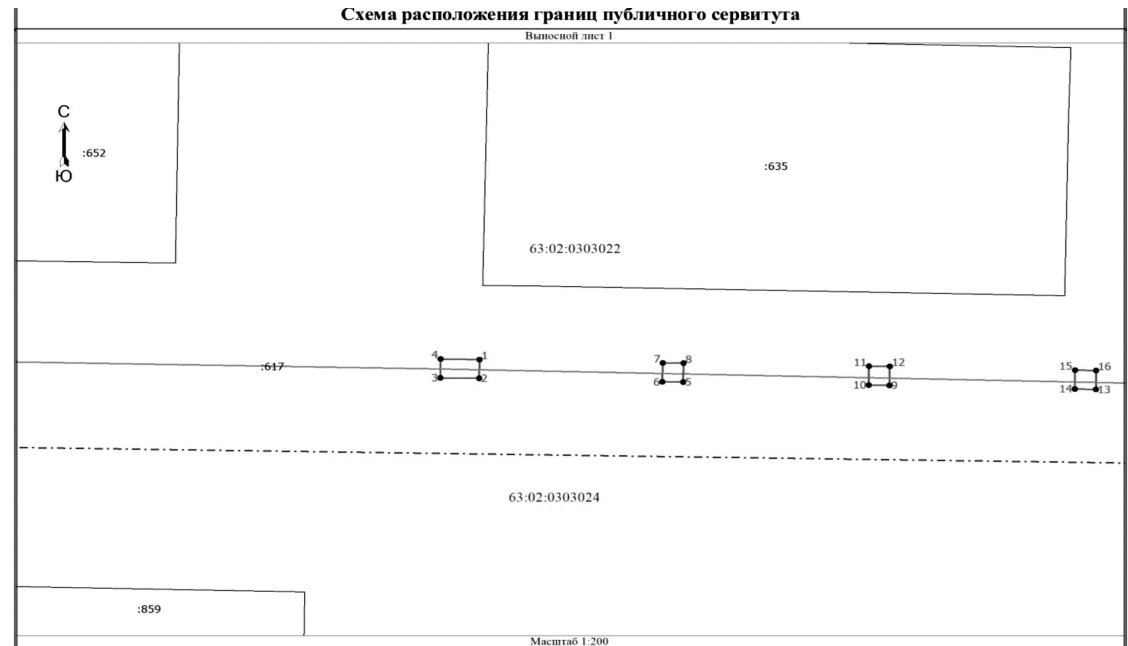 Схема расположения границ публичного сервитута
Выносной лист 1
С
:652
Ю
:635
63:02:0303022
4 1 7 8 11 12 15 16
:617
3 2 6 5 10 9 14 13
63:02:0303024
:859
Масштаб 1:200